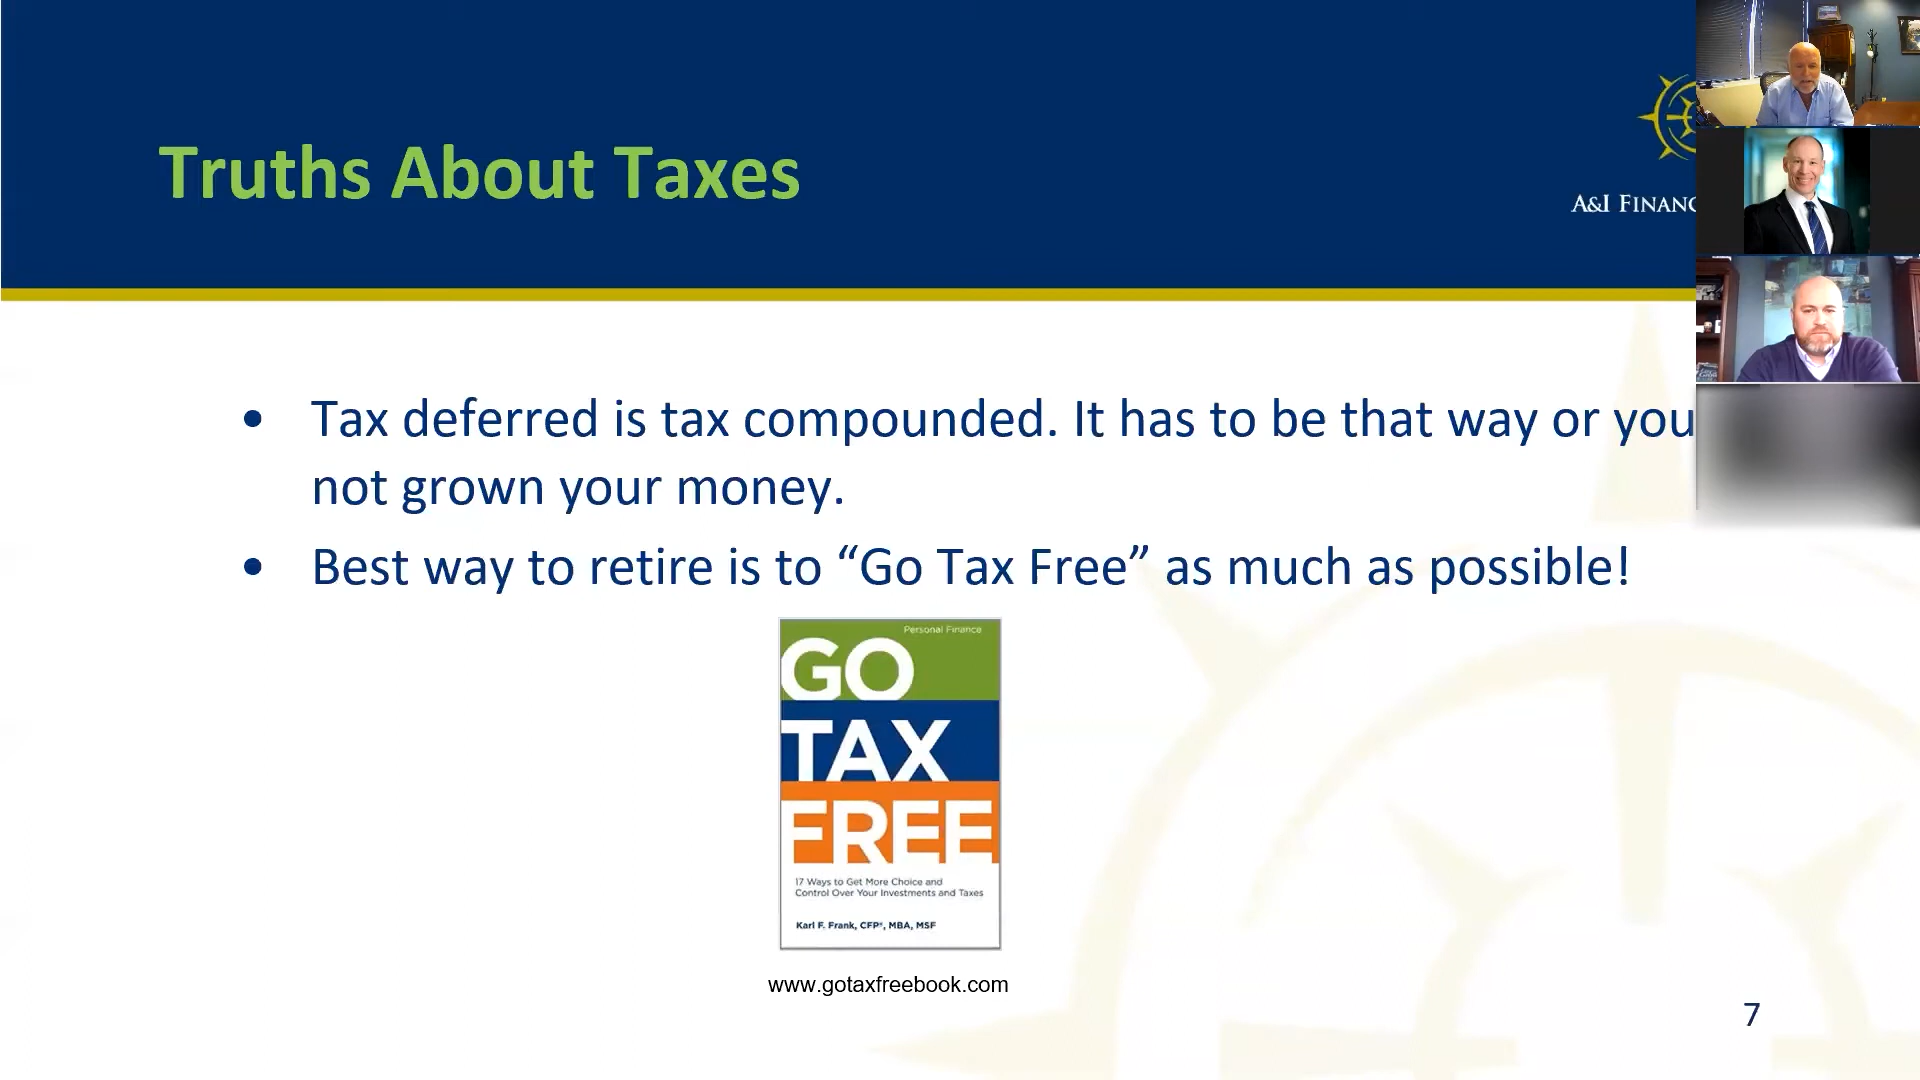 Truths About Taxes
A&I FINANC
• Tax deferred is tax compounded. It has to be that way or you
not grown your money.
• Best way to retire is to “Go Tax Free” as much as possible!
Personal Finance
GO
TAX
FREE
17 Ways to Get More Choice and
Control Over Your Investments and Taxes
Karl F. Frank, CFP®, MBA, MSF
www.gotaxfreebook.com
7